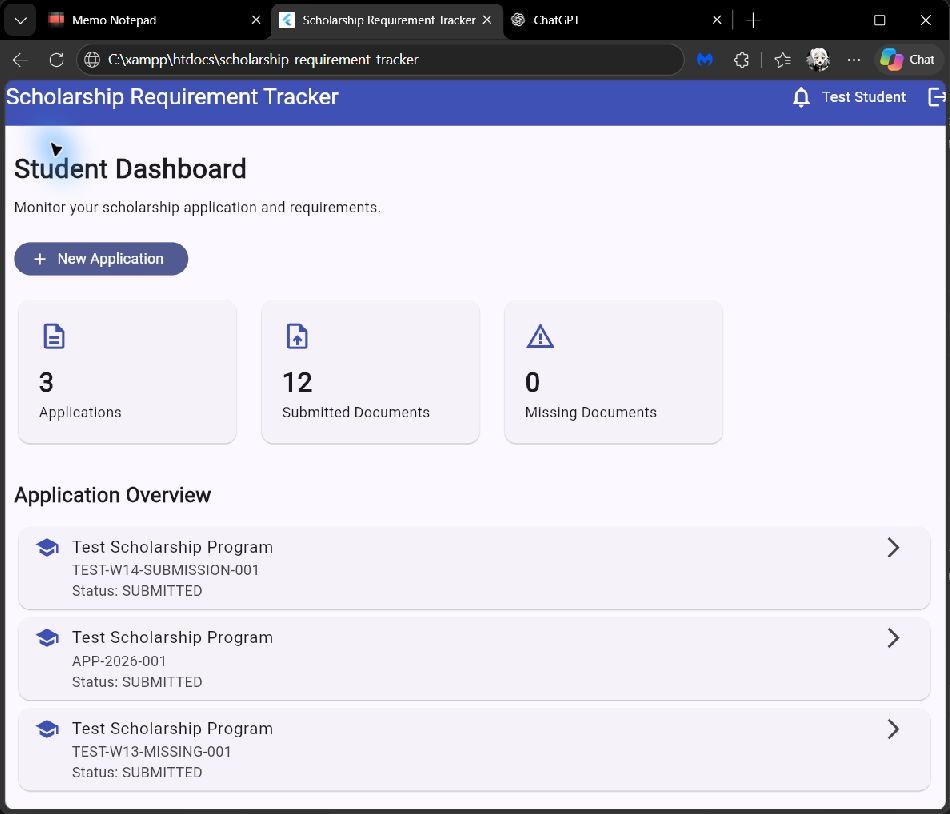 Memo Notepad
Scholarship Requirement Tracker
ChatGPT
C:\xampp\htdocs\scholarship-requirement-tracker
Chat
Scholarship Requirement Tracker
Test Student
Student Dashboard
Monitor your scholarship application and requirements.
+ New Application
3
Applications
12
Submitted Documents
0
Missing Documents
Application Overview
Test Scholarship Program
TEST-W14-SUBMISSION-001
Status: SUBMITTED
Test Scholarship Program
APP-2026-001
Status: SUBMITTED
Test Scholarship Program
TEST-W13-MISSING-001
Status: SUBMITTED